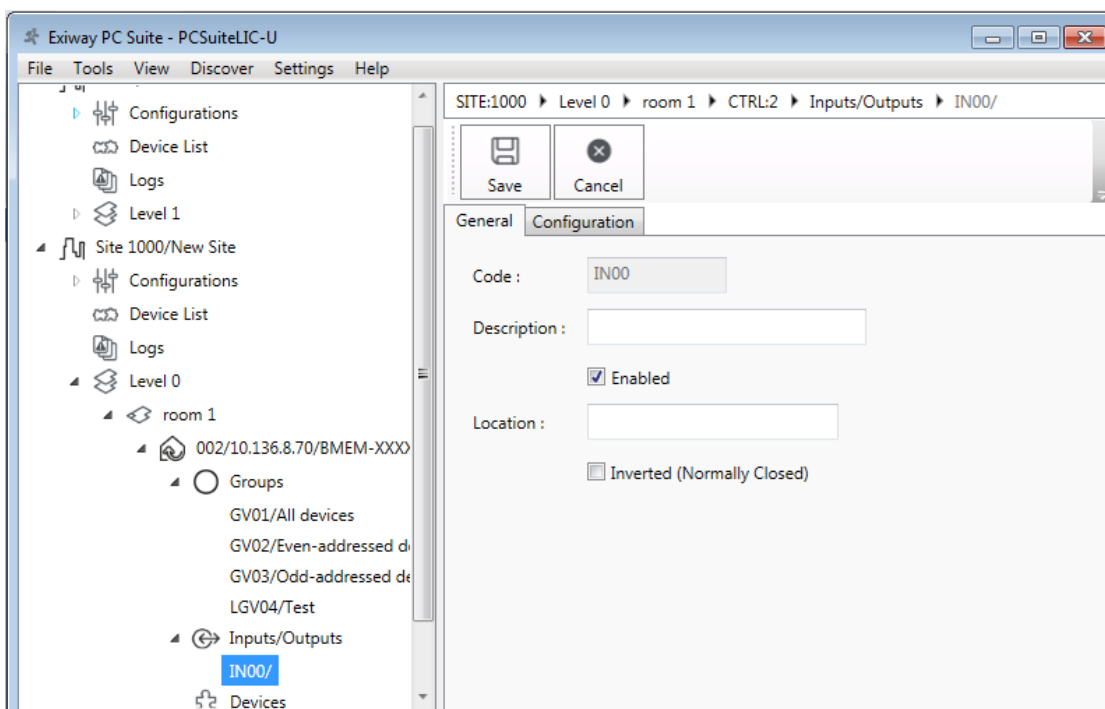 Exiway PC Suite - PCSuiteLIC-U
File Tools View Discover Settings Help
Configurations
Device List
Logs
Level 1
Site 1000/New Site
Configurations
Device List
Logs
Level 0
room 1
002/10.136.8.70/BMEM-XXXX
Groups
GV01/All devices
GV02/Even-addressed d
GV03/Odd-addressed de
LGV04/Test
Inputs/Outputs
IN00/
Devices
SITE:1000 Level 0 room 1 CTRL:2 Inputs/Outputs IN00/
Save Cancel
General Configuration
Code : IN00
Description :
Enabled
Location :
Inverted (Normally Closed)